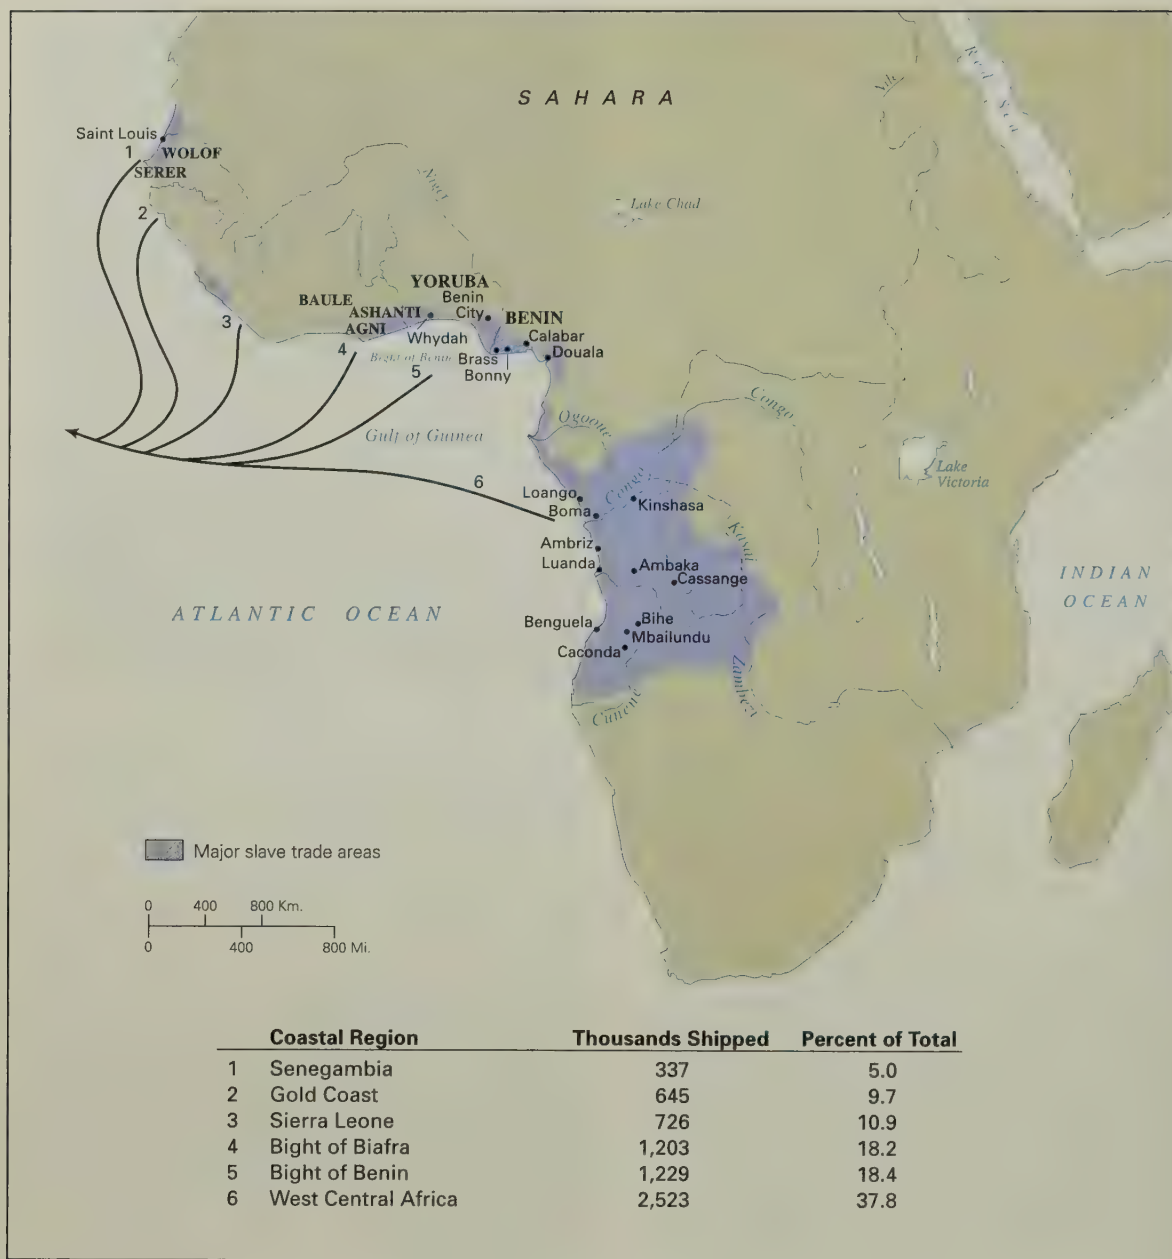 SAHARA
Nile
Red Sea
Saint Louis
1
WOLOF
SERER
2
Niger
Lake Chad
YORUBA
BAULE
Benin
City
ASHANTI
BENIN
AGNI
3
Whydah
Calabar
4
Bight of Benin
Brass
Douala
Bonny
5
Congo
Ogooue
Gulf of Guinea
Lake
Victoria
6
Loango
Congo
Kinshasa
Boma
Kasai
Ambriz
Luanda
Ambaka
Cassange
INDIAN
OCEAN
ATLANTIC OCEAN
Benguela
Bihe
Mbailundu
Caconda
Zambezi
Cunene
Major slave trade areas
0 400 800 Km.
0 400 800 Mi.
Coastal Region Thousands Shipped Percent of Total
1 Senegambia 337 5.0
2 Gold Coast 645 9.7
3 Sierra Leone 726 10.9
4 Bight of Biafra 1,203 18.2
5 Bight of Benin 1,229 18.4
6 West Central Africa 2,523 37.8